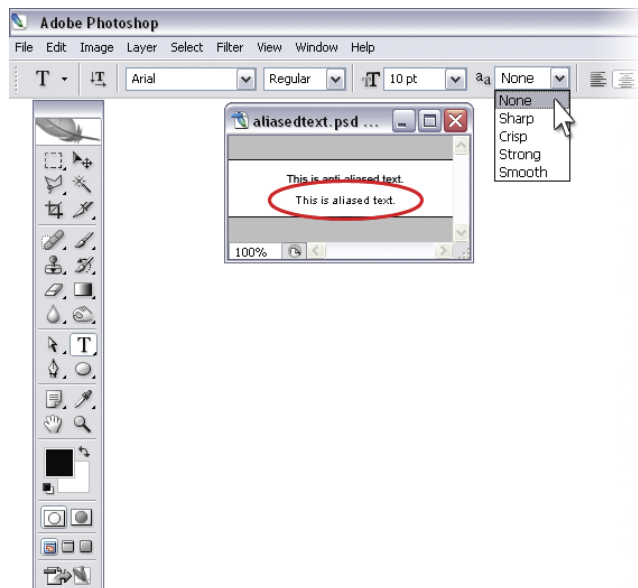 Adobe Photoshop
File Edit Image Layer Select Filter View Window Help
T T Arial Regular T 10 pt aa None
None
Sharp
Crisp
Strong
Smooth
aliasedtext.psd ...
This is anti-aliased text.
This is aliased text.
100%
T